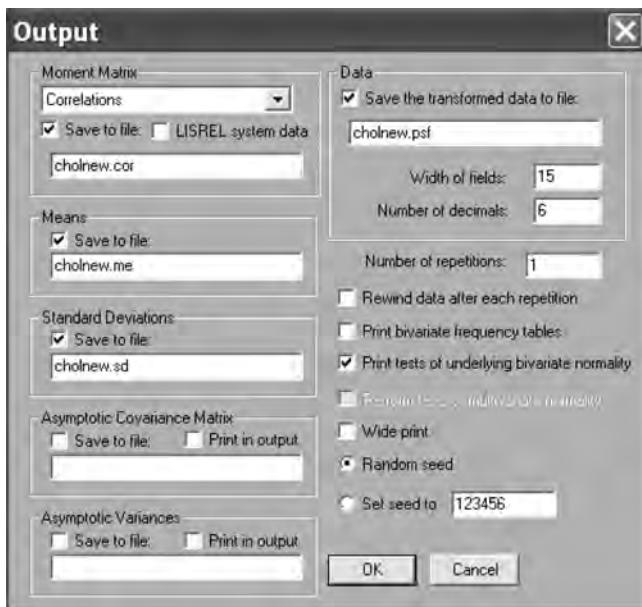 Output
Moment Matrix
Correlations
Save to file:
LISREL system data
cholnew.cor
Means
Save to file:
cholnew.me
Standard Deviations
Save to file:
cholnew.sd
Asymptotic Covariance Matrix
Save to file:
Print in output
Asymptotic Variances
Save to file:
Print in output
Data
Save the transformed data to file:
cholnew.psf
Width of fields:
15
Number of decimals:
6
Number of repetitions:
1
Rewind data after each repetition
Print bivariate frequency tables
Print tests of underlying bivariate normality
multivariate normality
Wide print
Random seed
Set seed to
123456
OK
Cancel